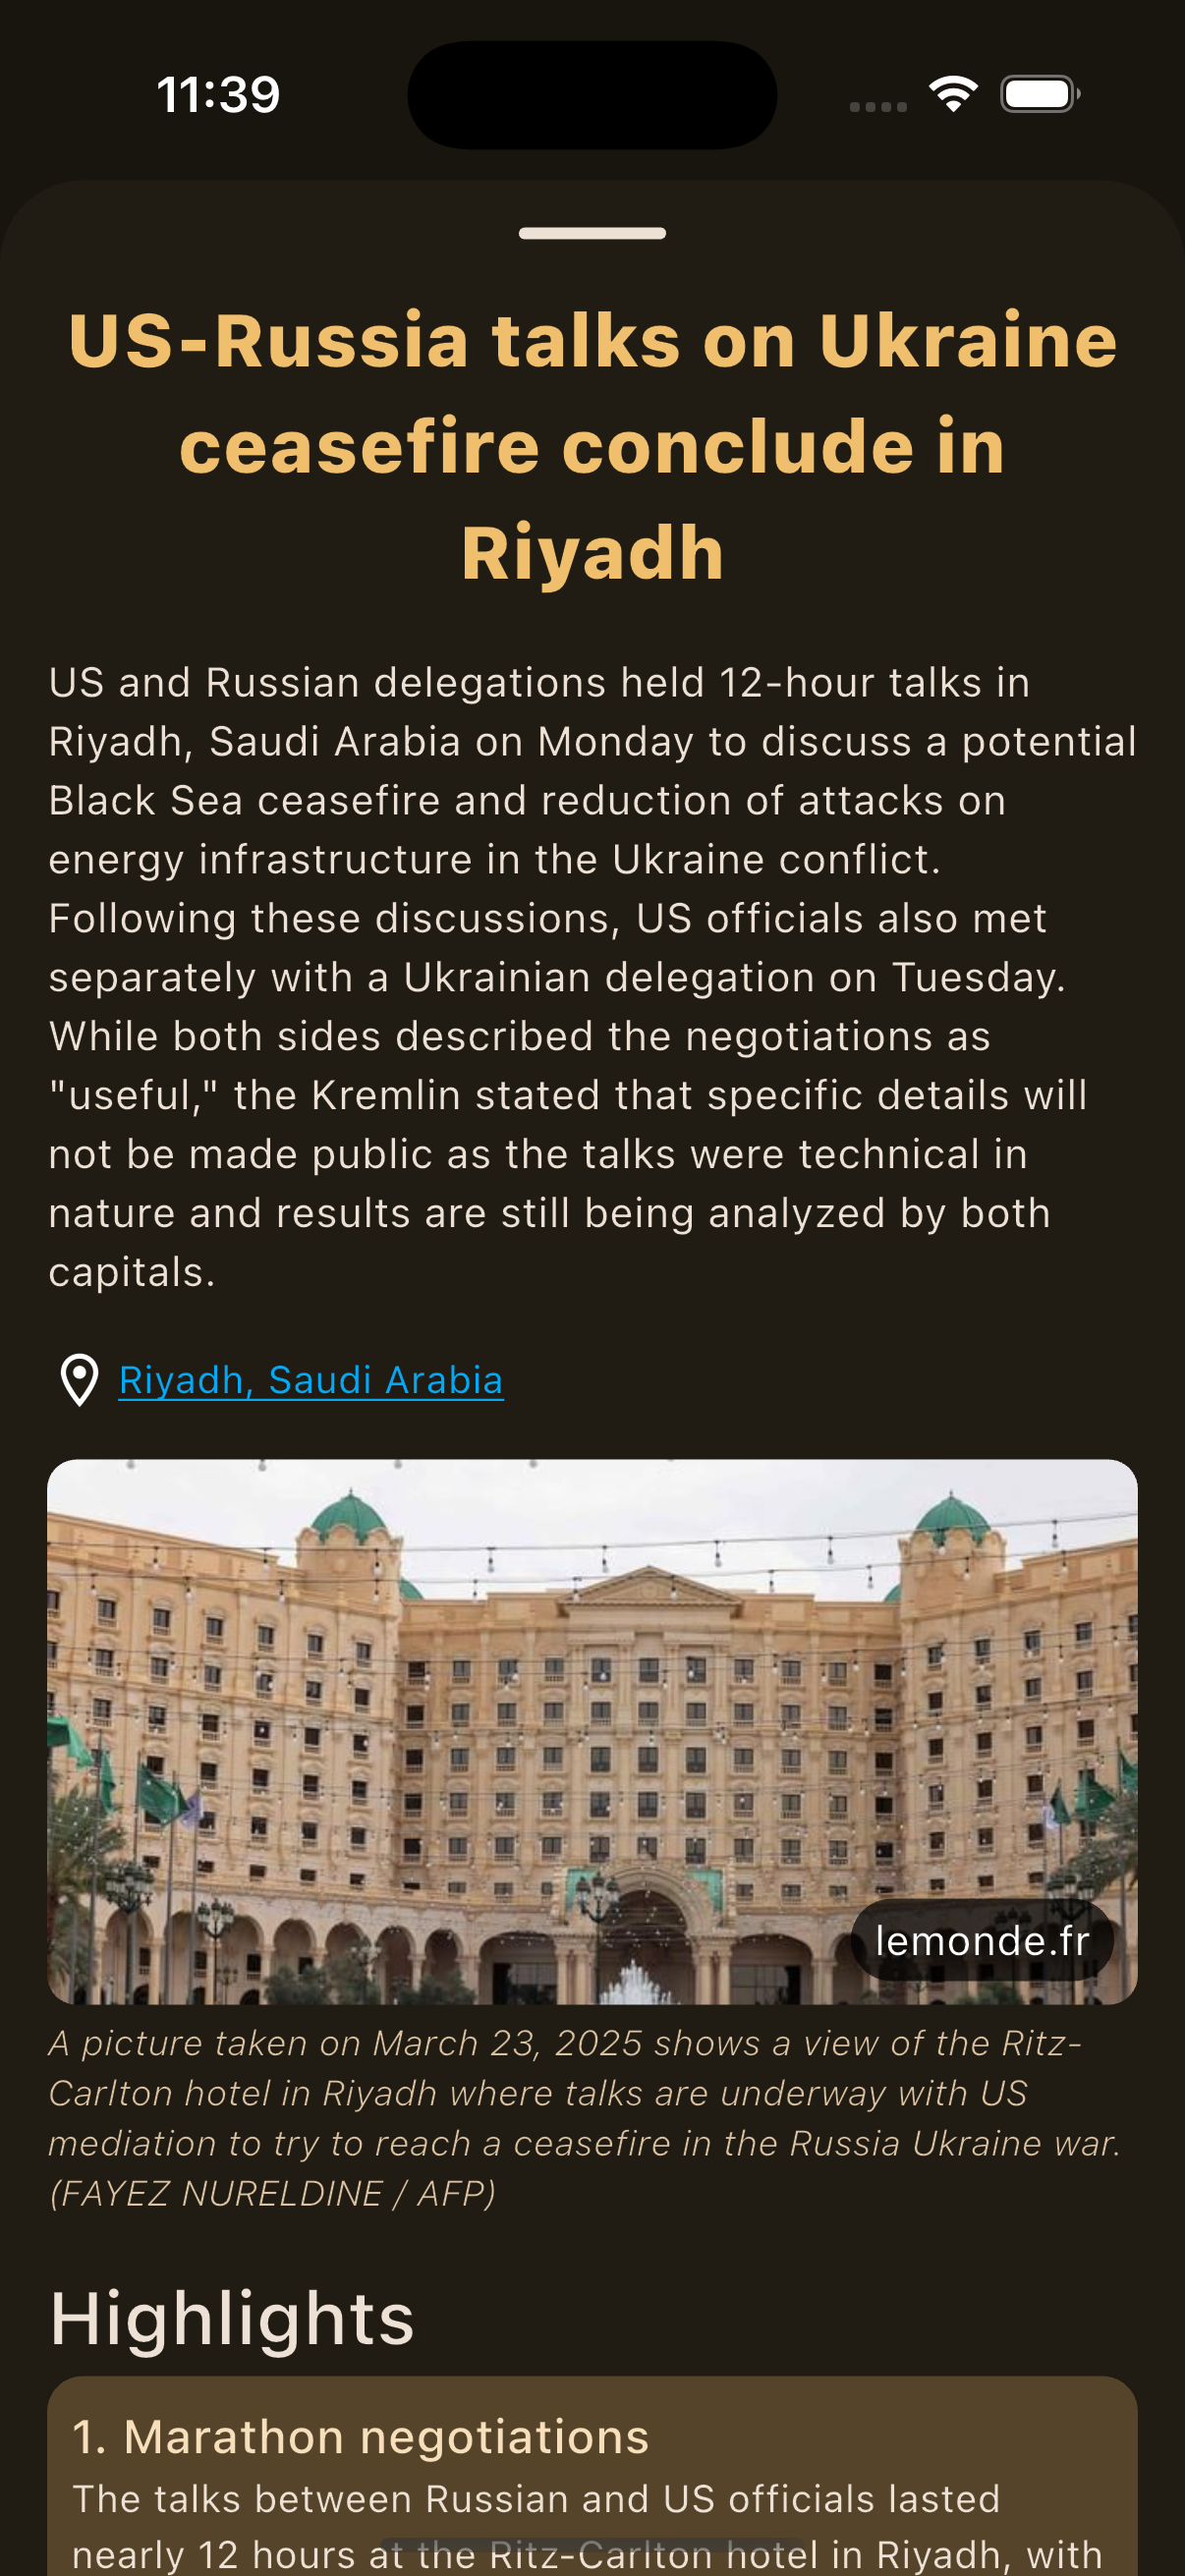 11:39
US-Russia talks on Ukraine
ceasefire conclude in
Riyadh
US and Russian delegations held 12-hour talks in
Riyadh, Saudi Arabia on Monday to discuss a potential
Black Sea ceasefire and reduction of attacks on
energy infrastructure in the Ukraine conflict.
Following these discussions, US officials also met
separately with a Ukrainian delegation on Tuesday.
While both sides described the negotiations as
"useful," the Kremlin stated that specific details will
not be made public as the talks were technical in
nature and results are still being analyzed by both
capitals.
Riyadh, Saudi Arabia
lemonde.fr
A picture taken on March 23, 2025 shows a view of the Ritz-
Carlton hotel in Riyadh where talks are underway with US
mediation to try to reach a ceasefire in the Russia Ukraine war.
(FAYEZ NURELDINE / AFP)
Highlights
1. Marathon negotiations
The talks between Russian and US officials lasted
nearly 12 hours at the Ritz-Carlton hotel in Riyadh, with